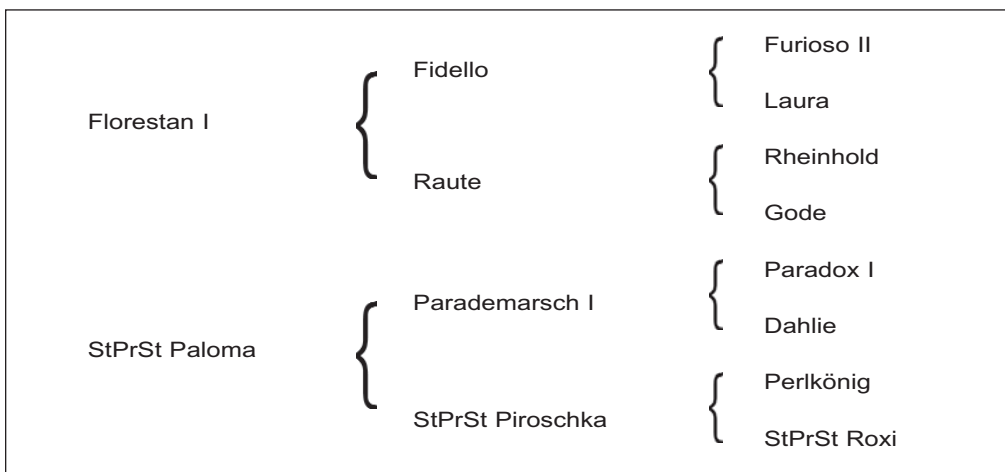 Florestan I
Fidello
Furioso II
Laura
Raute
Rheinhold
Gode
StPrSt Paloma
Parademarsch I
Paradox I
Dahlie
StPrSt Piroschka
Perlkönig
StPrSt Roxi